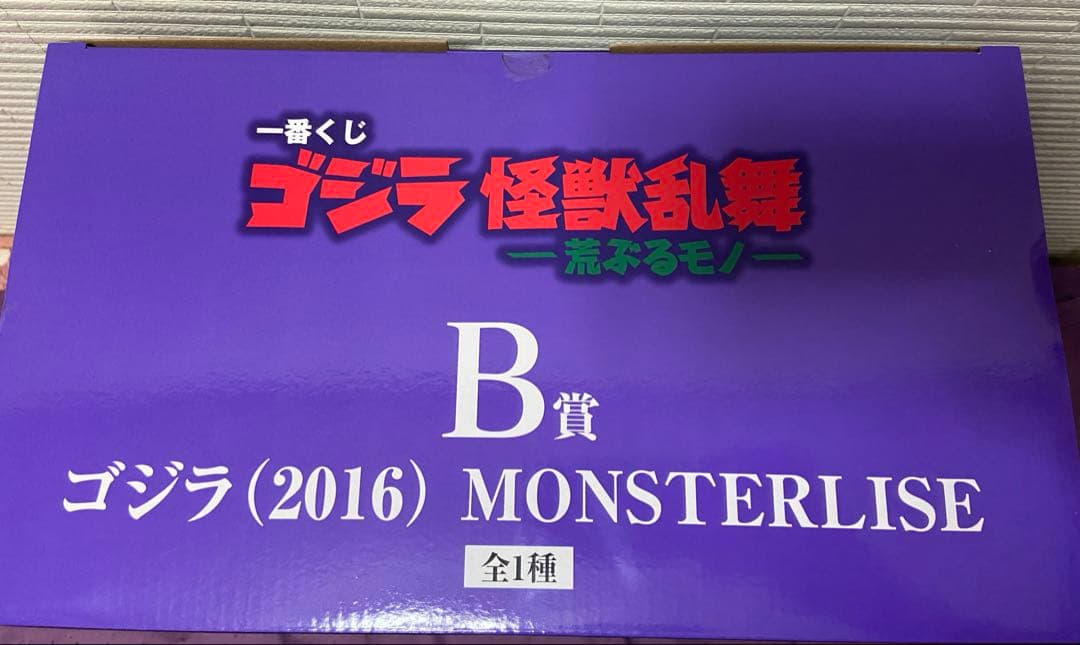 一番くじ
ゴジラ 怪獣乱舞
―荒ぶるモノ―
B賞
ゴジラ(2016) MONSTERLISE
全1種